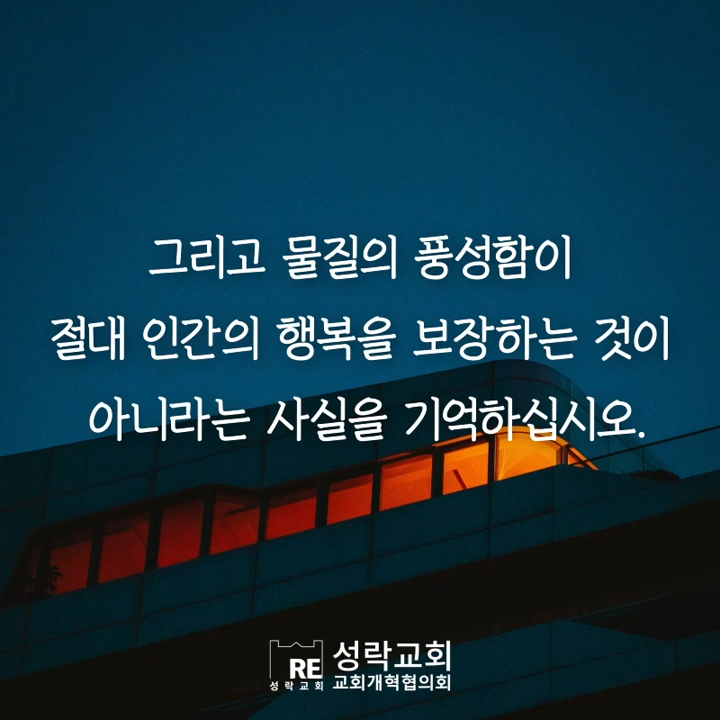 그리고 물질의 풍성함이
절대 인간의 행복을 보장하는 것이
아니라는 사실을 기억하십시오.
RE
성락교회
성락교회
교회개혁협의회